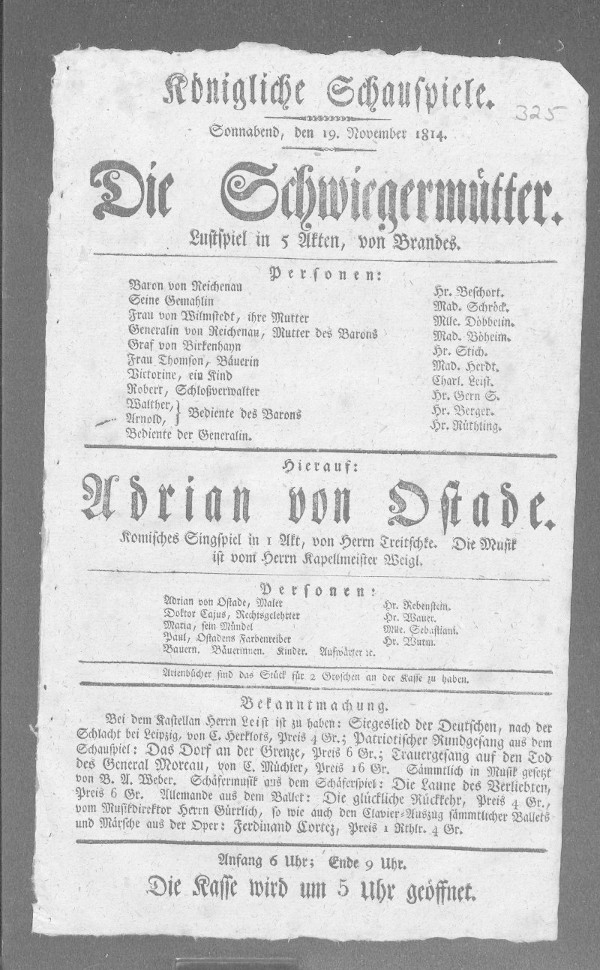 Königliche Schauspiele.
325
Sonnabend, den 19. November 1814.
Die Schwiegermütter.
Lustspiel in 5 Akten, von Brandes.
Personen:
Baron von Reichenau Hr. Beschort.
Seine Gemahlin Mad. Schröck.
Frau von Wilmstedt, ihre Mutter Mlle. Döbbelin.
Generalin von Reichenau, Mutter des Barons Mad. Böheim.
Graf von Birkenhayn Hr. Stich.
Frau Thomson, Bäuerin Mad. Herdt.
Victorine, ein Kind Charl. Leist.
Robert, Schloßverwalter Hr. Gern S.
Walther, Hr. Berger.
} Bediente des Barons
Arnold, Hr. Rüthling.
Bediente der Generalin.
Hierauf:
Adrian von Ostade.
Komisches Singspiel in 1 Akt, von Herrn Treitschke. Die Musik
ist vom Herrn Kapellmeister Weigl.
Personen:
Adrian von Ostade, Maler Hr. Rebenstein.
Doktor Cajus, Rechtsgelehrter Hr. Wauer.
Maria, sein Mündel Mlle. Sebastiani.
Paul, Ostadens Farbenreiber Hr. Wurm.
Bauern. Bäuerinnen. Kinder. Aufwärter ꝛc.
Arienbücher sind das Stück für 2 Groschen an der Kasse zu haben.
Bekanntmachung.
Bei dem Kastellan Herrn Leist ist zu haben: Siegeslied der Deutschen, nach der
Schlacht bei Leipzig, von C. Herklots, Preis 4 Gr.; Patriotischer Rundgesang aus dem
Schauspiel: Das Dorf an der Grenze, Preis 6 Gr.; Trauergesang auf den Tod
des General Moreau, von C. Müchler, Preis 16 Gr. Sämmtlich in Musik gesetzt
von B. A. Weber. Schäfermusik aus dem Schäferspiel: Die Laune des Verliebten,
Preis 6 Gr. Allemande aus dem Ballet: Die glückliche Rückkehr, Preis 4 Gr.,
vom Musikdirektor Herrn Gürrlich, so wie auch den Clavier-Auszug sämmtlicher Ballets
und Märsche aus der Oper: Ferdinand Cortez, Preis 1 Rthlr. 4 Gr.
Anfang 6 Uhr; Ende 9 Uhr.
Die Kasse wird um 5 Uhr geöffnet.